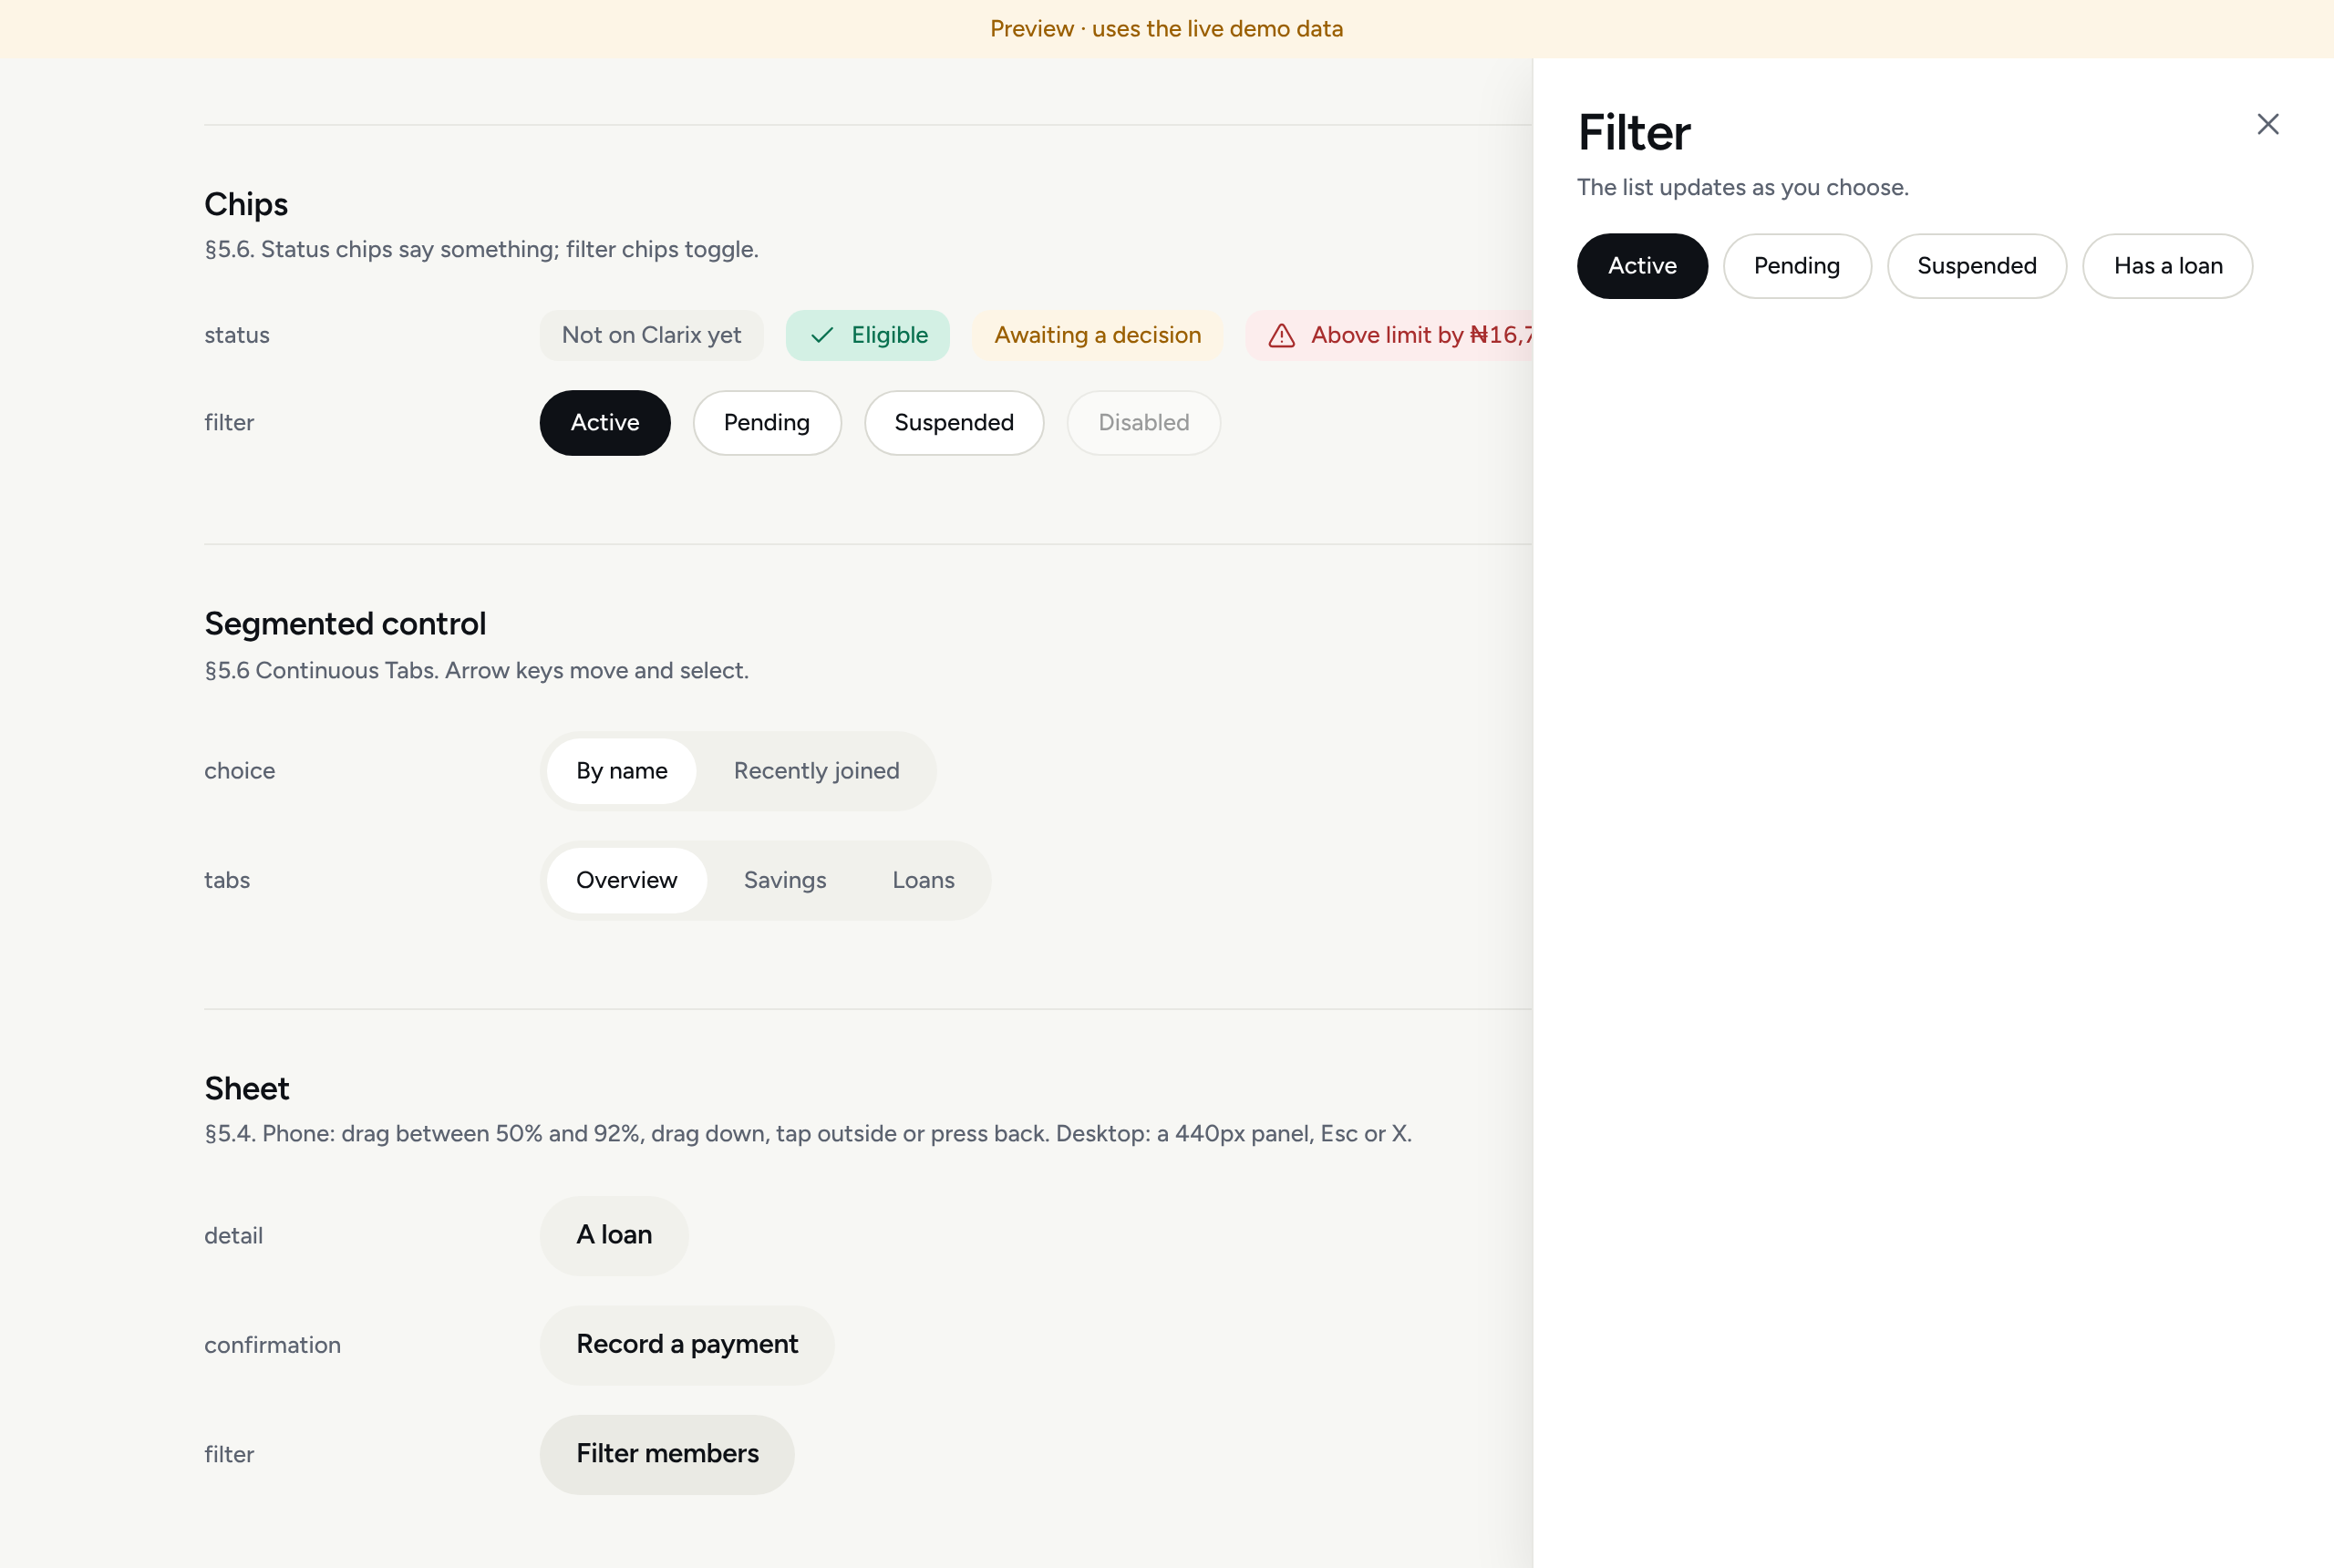 Preview · uses the live demo data
Chips
§5.6. Status chips say something; filter chips toggle.
status
Not on Clarix yet
Eligible
Awaiting a decision
Above limit by ₦16,7
filter
Active
Pending
Suspended
Disabled
Segmented control
§5.6 Continuous Tabs. Arrow keys move and select.
choice
By name
Recently joined
tabs
Overview
Savings
Loans
Sheet
§5.4. Phone: drag between 50% and 92%, drag down, tap outside or press back. Desktop: a 440px panel, Esc or X.
detail
A loan
confirmation
Record a payment
filter
Filter members
Filter
The list updates as you choose.
Active
Pending
Suspended
Has a loan